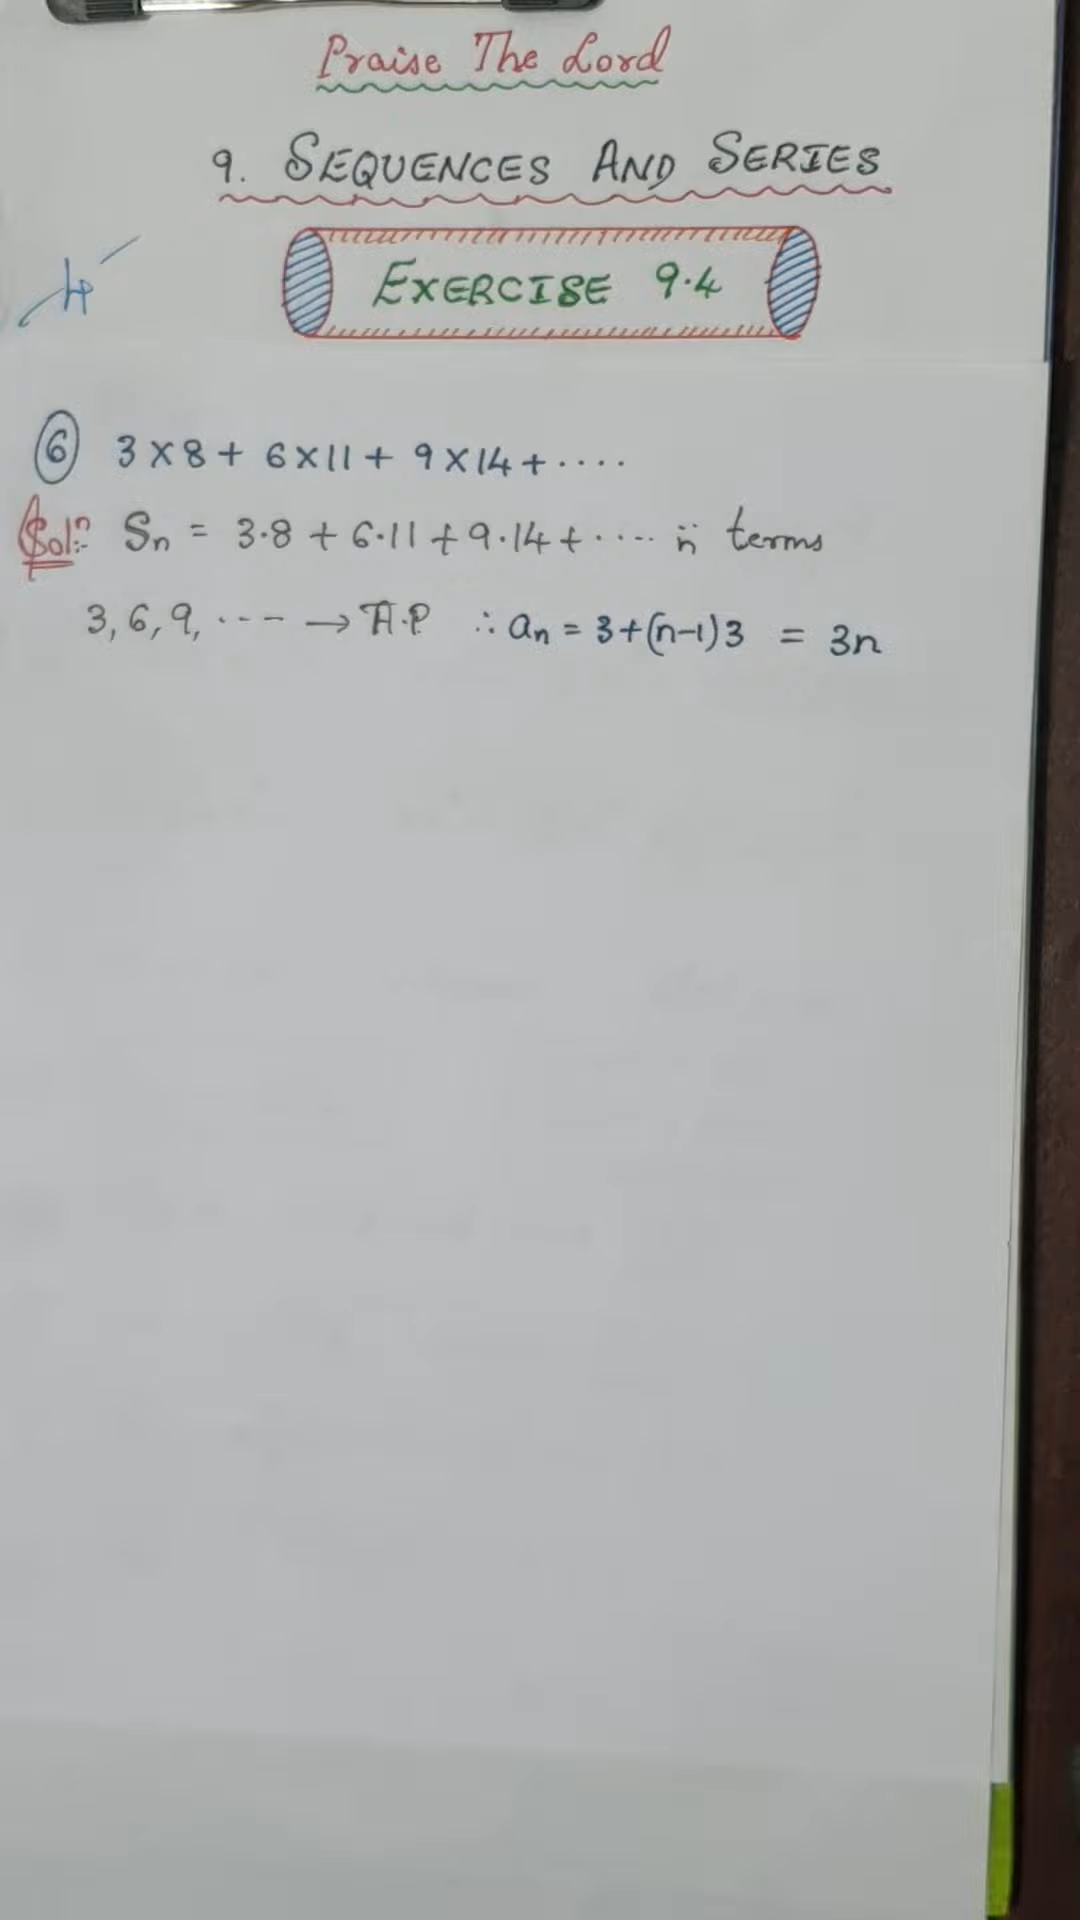 Praise The Lord
9. SEQUENCES AND SERIES
EXERCISE 9.4
⑥ 3×8 + 6×11 + 9×14 + ....
Solⁿ:- Sn = 3·8 + 6·11 + 9·14 + ···· n terms
3, 6, 9, ---- → A.P ∴ an = 3+(n-1)3 = 3n